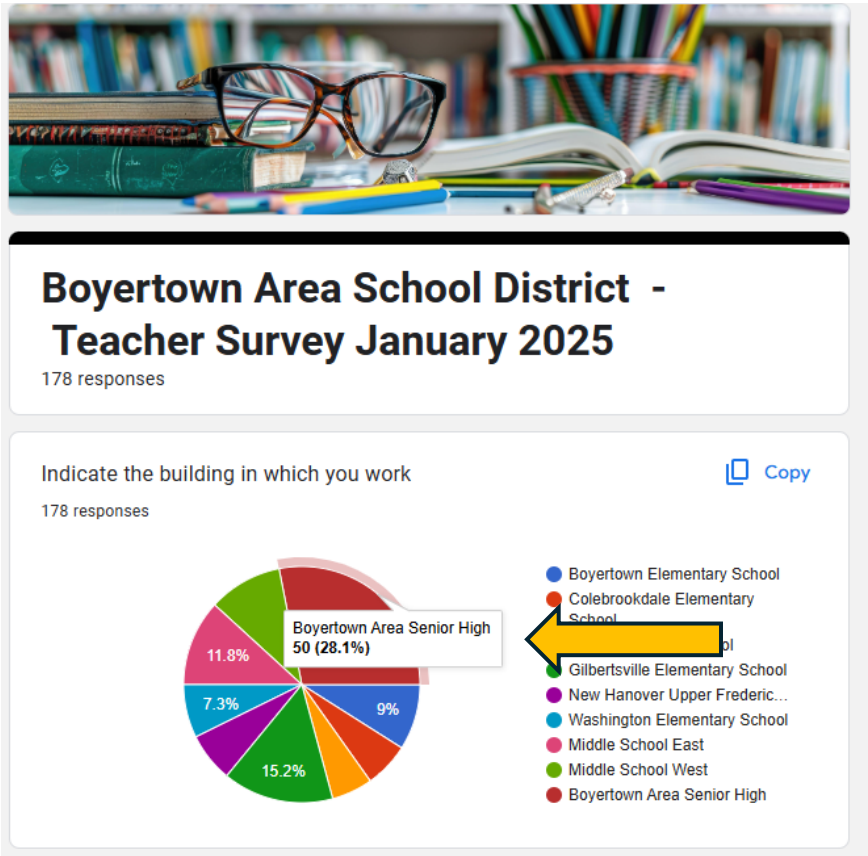 Boyertown Area School District -
Teacher Survey January 2025
178 responses
Indicate the building in which you work
Copy
178 responses
Boyertown Area Senior High
50 (28.1%)
11.8%
7.3%
15.2%
9%
Boyertown Elementary School
Colebrookdale Elementary
School
Gilbertsville Elementary School
New Hanover Upper Frederic...
Washington Elementary School
Middle School East
Middle School West
Boyertown Area Senior High